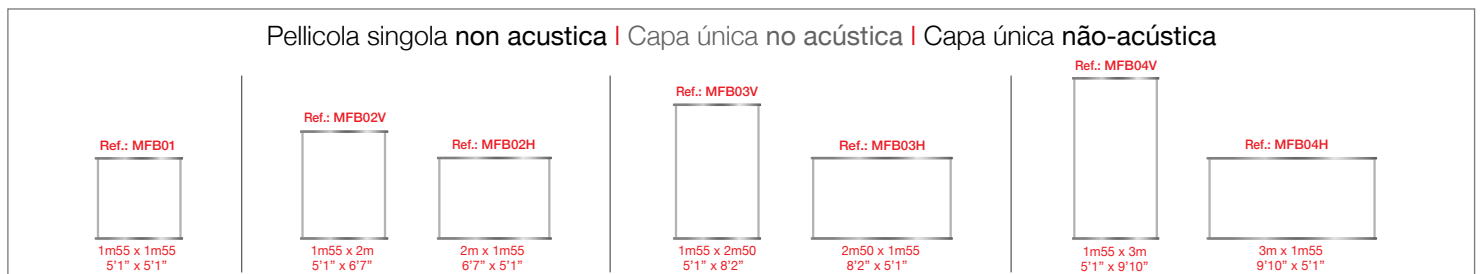 Pellicola singola non acustica I Capa única no acústica I Capa única não-acústica
Ref.: MFB01
1m55 x 1m55
5'1" x 5'1"
Ref.: MFB02V
1m55 x 2m
5'1" x 6'7"
Ref.: MFB02H
2m x 1m55
6'7" x 5'1"
Ref.: MFB03V
1m55 x 2m50
5'1" x 8'2"
Ref.: MFB03H
2m50 x 1m55
8'2" x 5'1"
Ref.: MFB04V
1m55 x 3m
5'1" x 9'10"
Ref.: MFB04H
3m x 1m55
9'10" x 5'1"